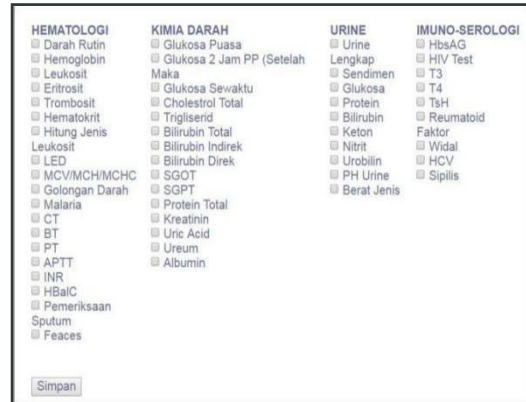 HEMATOLOGI
Darah Rutin
Hemoglobin
Leukosit
Eritrosit
Trombosit
Hematokrit
Hitung Jenis
Leukosit
LED
MCV/MCH/MCHC
Golongan Darah
Malaria
CT
BT
PT
APTT
INR
HBalC
Pemeriksaan
Sputum
Feaces
KIMIA DARAH
Glukosa Puasa
Glukosa 2 Jam PP (Setelah
Maka
Glukosa Sewaktu
Cholestrol Total
Trigliserid
Bilirubin Total
Bilirubin Indirek
Bilirubin Direk
SGOT
SGPT
Protein Total
Kreatinin
Uric Acid
Ureum
Albumin
URINE
Urine
Lengkap
Sendimen
Glukosa
Protein
Bilirubin
Keton
Nitrit
Urobilin
PH Urine
Berat Jenis
IMUNO-SEROLOGI
HbsAG
HIV Test
T3
T4
TsH
Reumatoid
Faktor
Widal
HCV
Sipilis
Simpan